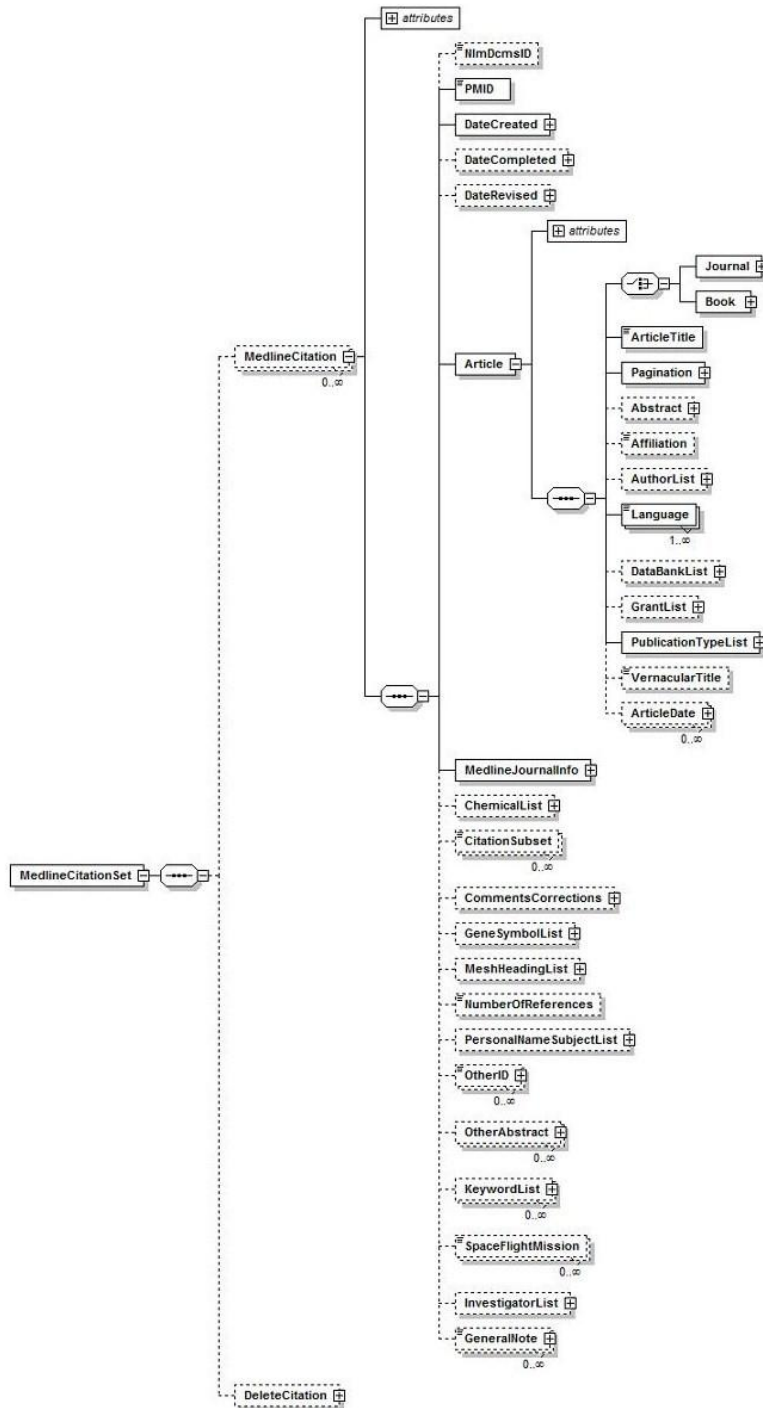 attributes
NlmDcmsID
PMID
DateCreated
DateCompleted
DateRevised
attributes
Journal
Book
MedlineCitation
0..∞
Article
ArticleTitle
Pagination
Abstract
Affiliation
AuthorList
Language
1..∞
DataBankList
GrantList
PublicationTypeList
VernacularTitle
ArticleDate
0..∞
MedlineJournalInfo
ChemicalList
CitationSubset
0..∞
MedlineCitationSet
CommentsCorrections
GeneSymbolList
MeshHeadingList
NumberOfReferences
PersonalNameSubjectList
OtherID
0..∞
OtherAbstract
0..∞
KeywordList
0..∞
SpaceFlightMission
0..∞
InvestigatorList
GeneralNote
0..∞
DeleteCitation